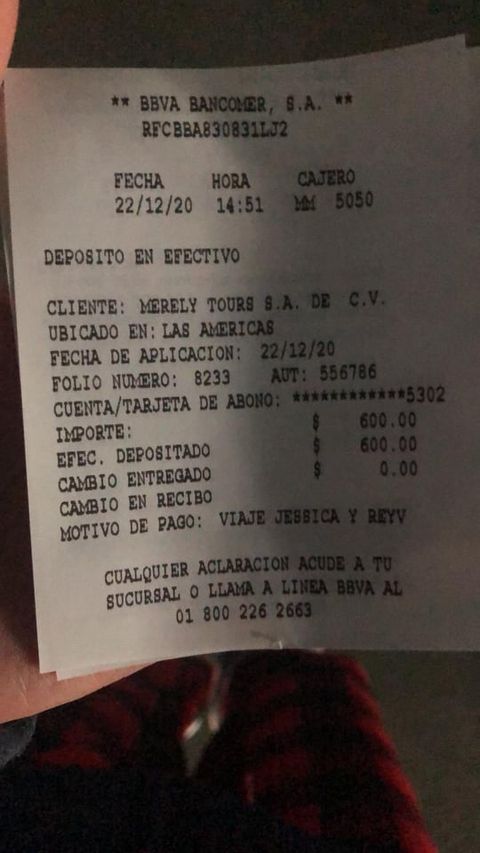 ** BBVA BANCOMER, S.A. **
RFCBBA830831LJ2
FECHA HORA CAJERO
22/12/20 14:51 MM 5050
DEPOSITO EN EFECTIVO
CLIENTE: MERELY TOURS S.A. DE C.V.
UBICADO EN: LAS AMERICAS
FECHA DE APLICACION: 22/12/20
FOLIO NUMERO: 8233 AUT: 556786
CUENTA/TARJETA DE ABONO: ************5302
IMPORTE: $ 600.00
EFEC. DEPOSITADO $ 600.00
CAMBIO ENTREGADO $ 0.00
CAMBIO EN RECIBO
MOTIVO DE PAGO: VIAJE JESSICA Y REYV
CUALQUIER ACLARACION ACUDE A TU
SUCURSAL O LLAMA A LINEA BBVA AL
01 800 226 2663